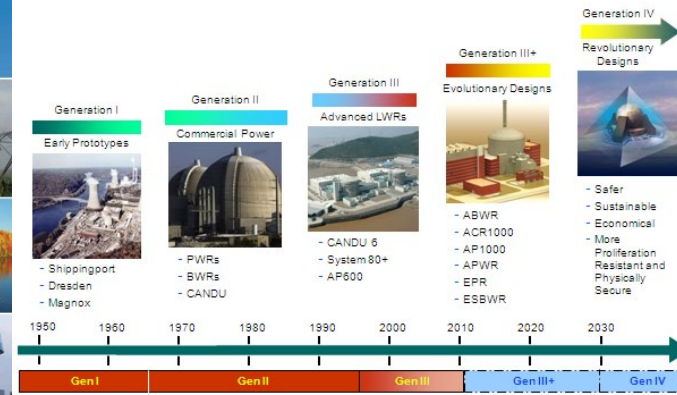 Generation I
Early Prototypes
- Shippingport
- Dresden
- Magnox
Generation II
Commercial Power
- PWRs
- BWRs
- CANDU
Generation III
Advanced LWRs
- CANDU 6
- System 80+
- AP600
Generation III+
Evolutionary Designs
- ABWR
- ACR1000
- AP1000
- APWR
- EPR
- ESBWR
Generation IV
Revolutionary
Designs
- Safer
- Sustainable
- Economical
- More
Proliferation
Resistant and
Physically
Secure
1950 1960 1970 1980 1990 2000 2010 2020 2030
Gen I Gen II Gen III Gen III+ Gen IV